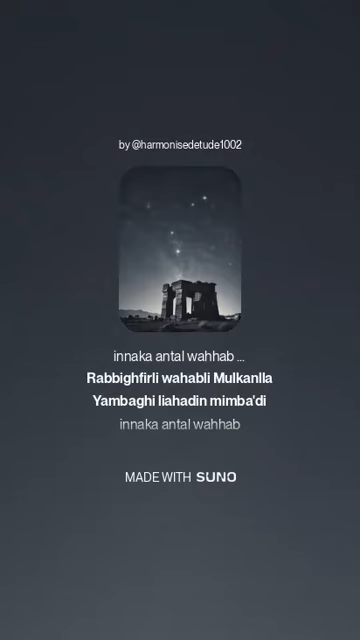 by @harmonisedetude1002
innaka antal wahhab ...
Rabbighfirli wahabli Mulkanlla
Yambaghi liahadin mimba'di
innaka antal wahhab
MADE WITH SUNO